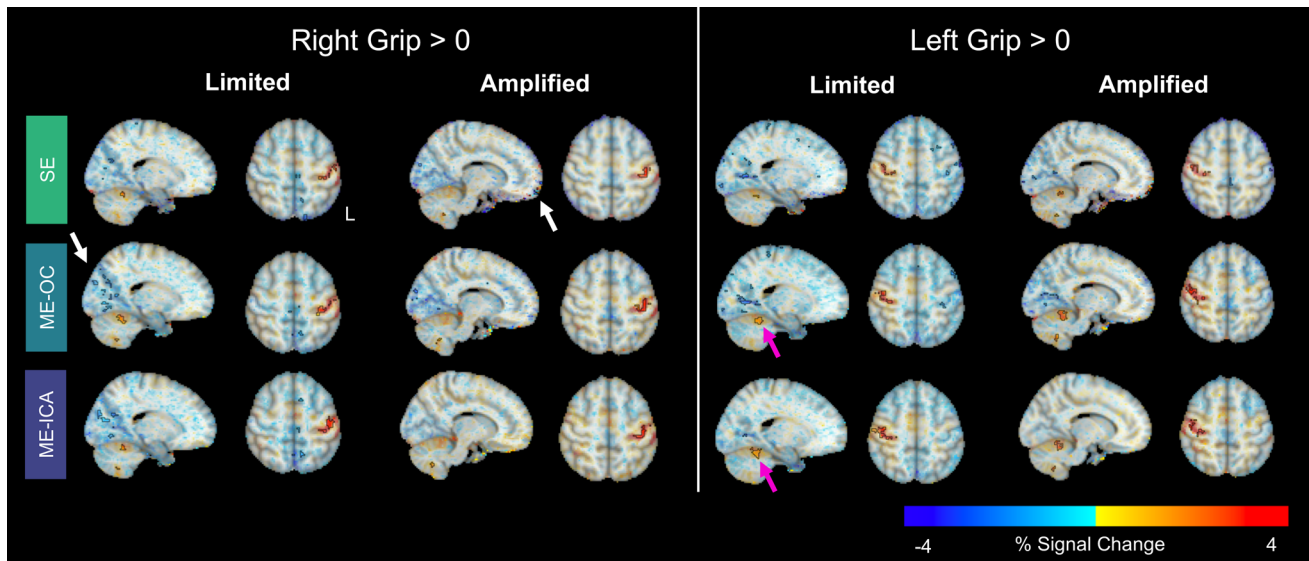 Right Grip > 0
Left Grip > 0
Limited
Amplified
Limited
Amplified
SE
L
ME-OC
ME-ICA
-4
% Signal Change
4